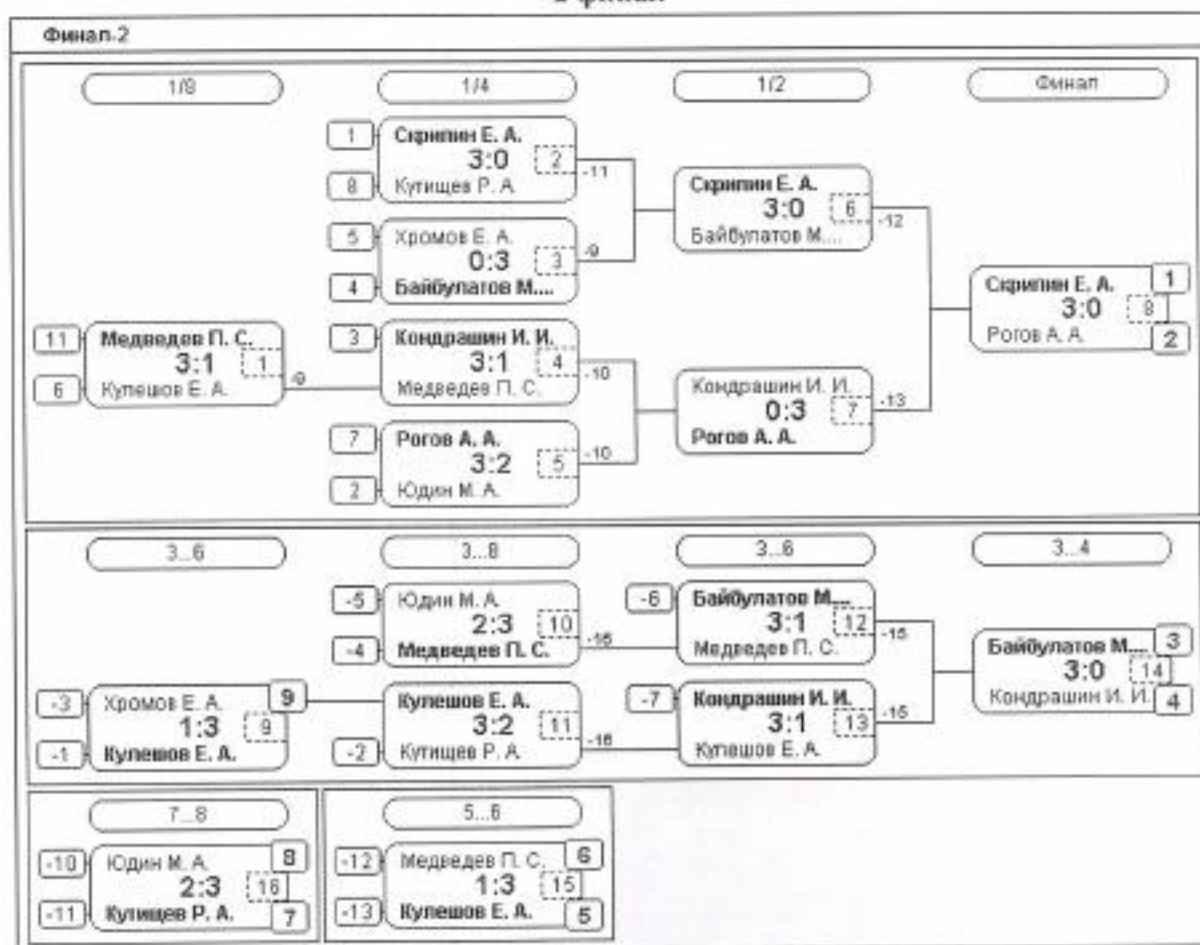 Финал-2
1/8
1/4
1/2
Финал
1
Скрипин Е. А.
3:0
2
8
Кутищев Р. А.
-11
Скрипин Е. А.
3:0
6
Байбулатов М....
-12
5
Хромов Е. А.
0:3
3
-9
4
Байбулатов М....
Скрипин Е. А.
1
3:0
8
Рогов А. А.
2
11
Медведев П. С.
3:1
1
6
Кулешов Е. А.
-9
3
Кондрашин И. И.
3:1
4
Медведев П. С.
-10
Кондрашин И. И.
0:3
7
Рогов А. А.
-13
7
Рогов А. А.
3:2
5
-10
2
Юдин М. А.
3...6
3...8
3...6
3...4
-5
Юдин М. А.
2:3
10
-4
Медведев П. С.
-16
-6
Байбулатов М....
3:1
12
Медведев П. С.
-15
Байбулатов М....
3
3:0
14
Кондрашин И. И.
4
-3
Хромов Е. А.
9
1:3
9
-1
Кулешов Е. А.
Кулешов Е. А.
3:2
11
-2
Кутищев Р. А.
-16
-7
Кондрашин И. И.
3:1
13
Кулешов Е. А.
-15
7...8
5...6
-10
Юдин М. А.
8
2:3
16
-11
Кутищев Р. А.
7
-12
Медведев П. С.
6
1:3
15
-13
Кулешов Е. А.
5